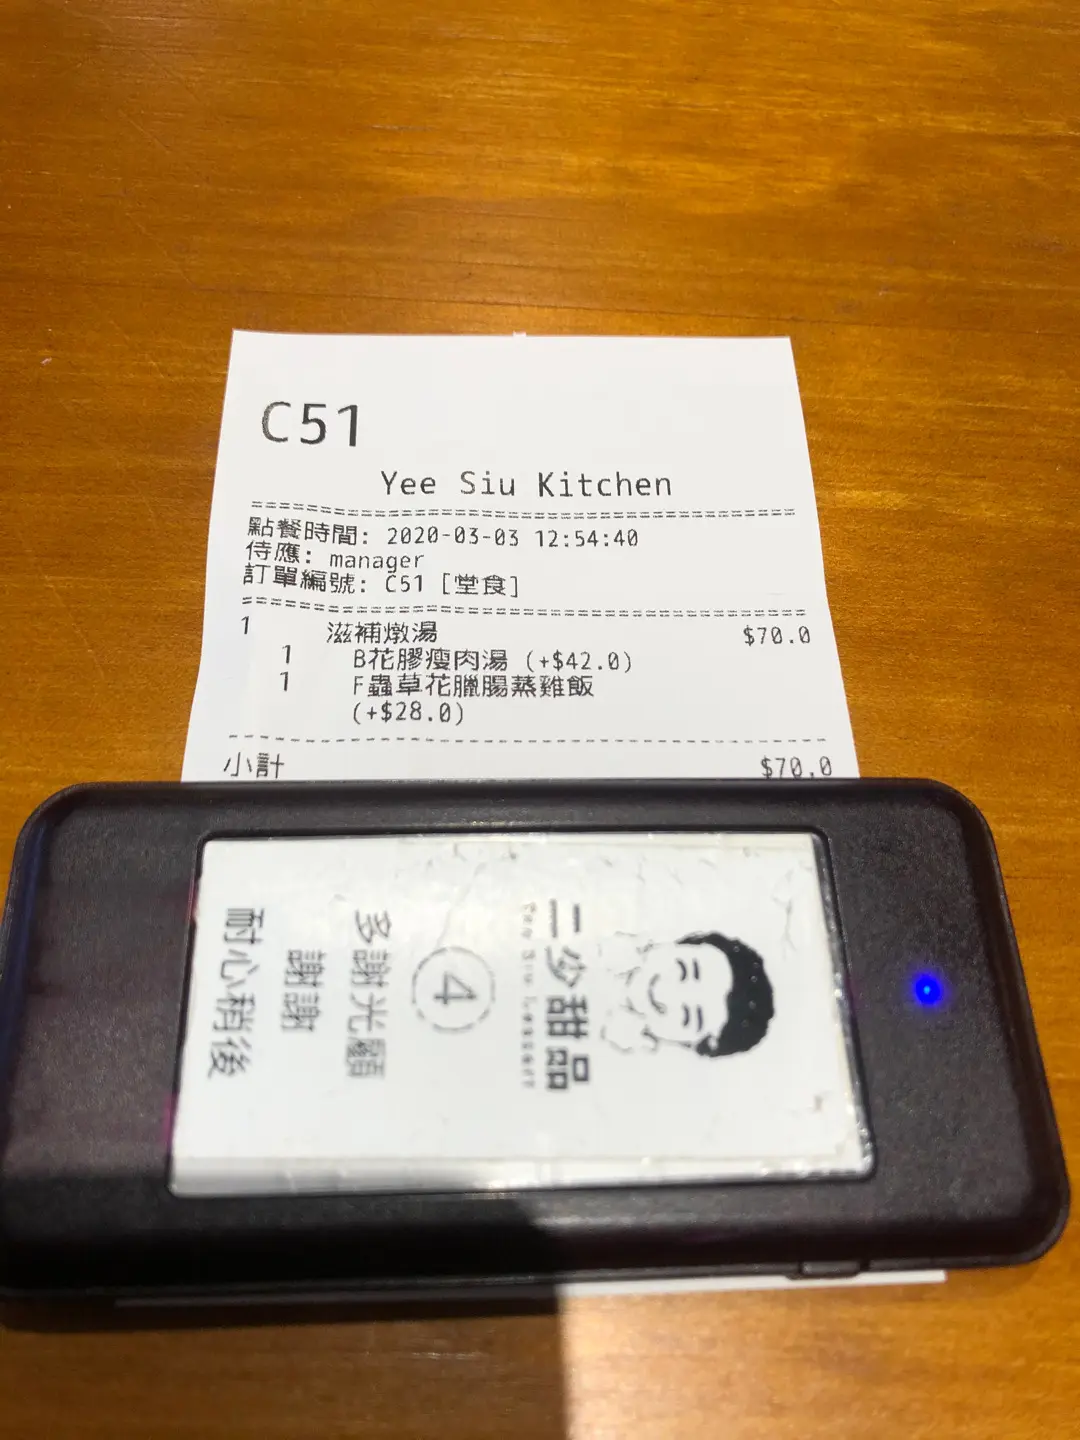 C51
Yee Siu Kitchen
點餐時間: 2020-03-03 12:54:40
侍應: manager
訂單編號: C51 [堂食]
1 滋補燉湯 $70.0
1 B花膠瘦肉湯 (+$42.0)
1 F蟲草花臘腸蒸雞飯
(+$28.0)
小計 $70.0
二少甜品
4
多謝光顧
謝謝
耐心稍後